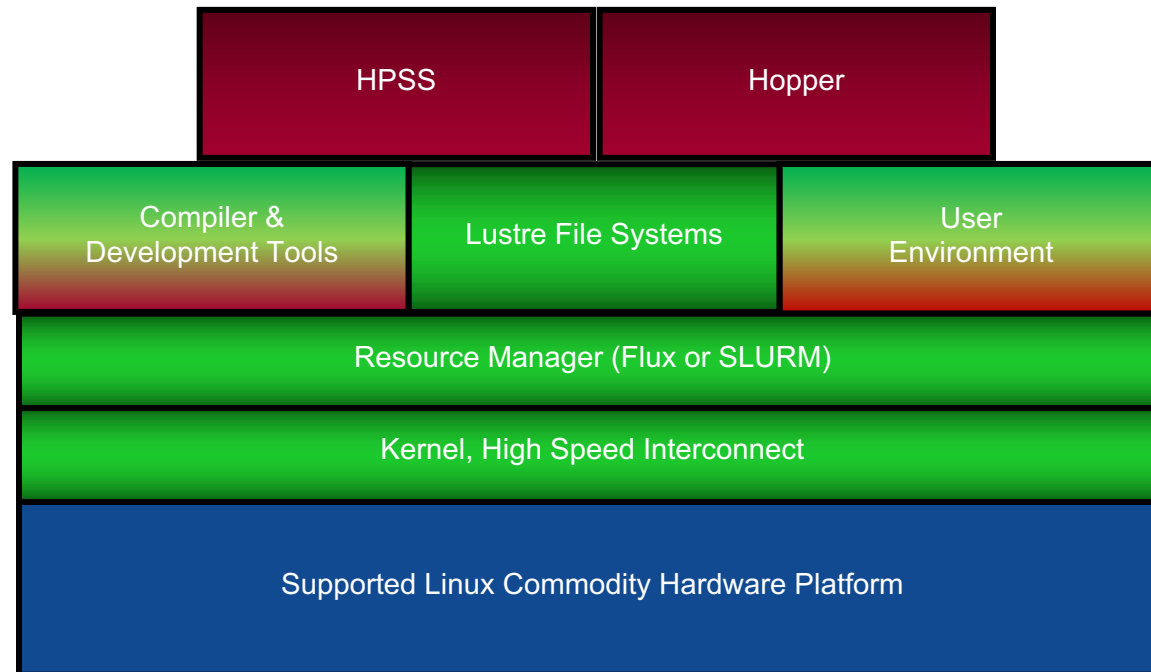 HPSS
Hopper
Compiler &
Development Tools
Lustre File Systems
User
Environment
Resource Manager (Flux or SLURM)
Kernel, High Speed Interconnect
Supported Linux Commodity Hardware Platform